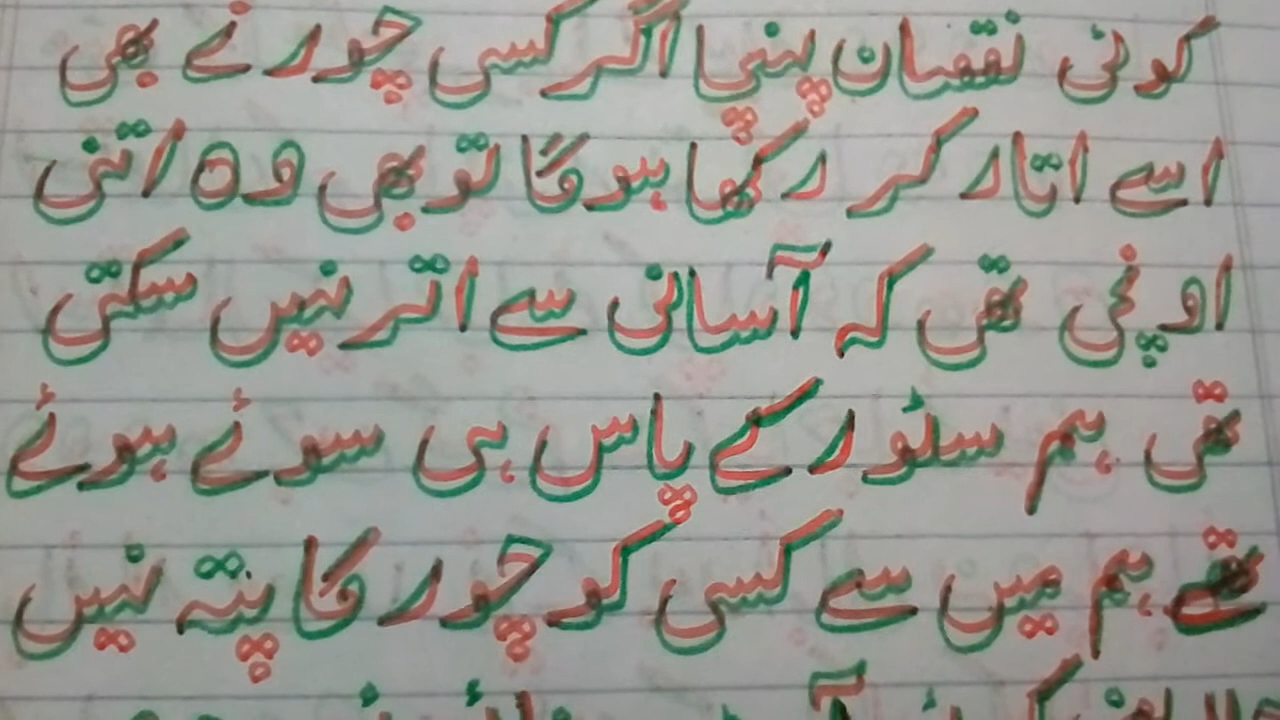 کوئی نقصان پہنچا اگر کسی چور نے بھی
اسے اتار کر رکھا ہوگا تو بھی وہ اتنی
اونچی تھی کہ آسانی سے اتر نہیں سکتی
تھی ہم سٹور کے پاس ہی سوئے ہوئے
تھے ہم میں سے کسی کو چور کا پتہ نہیں